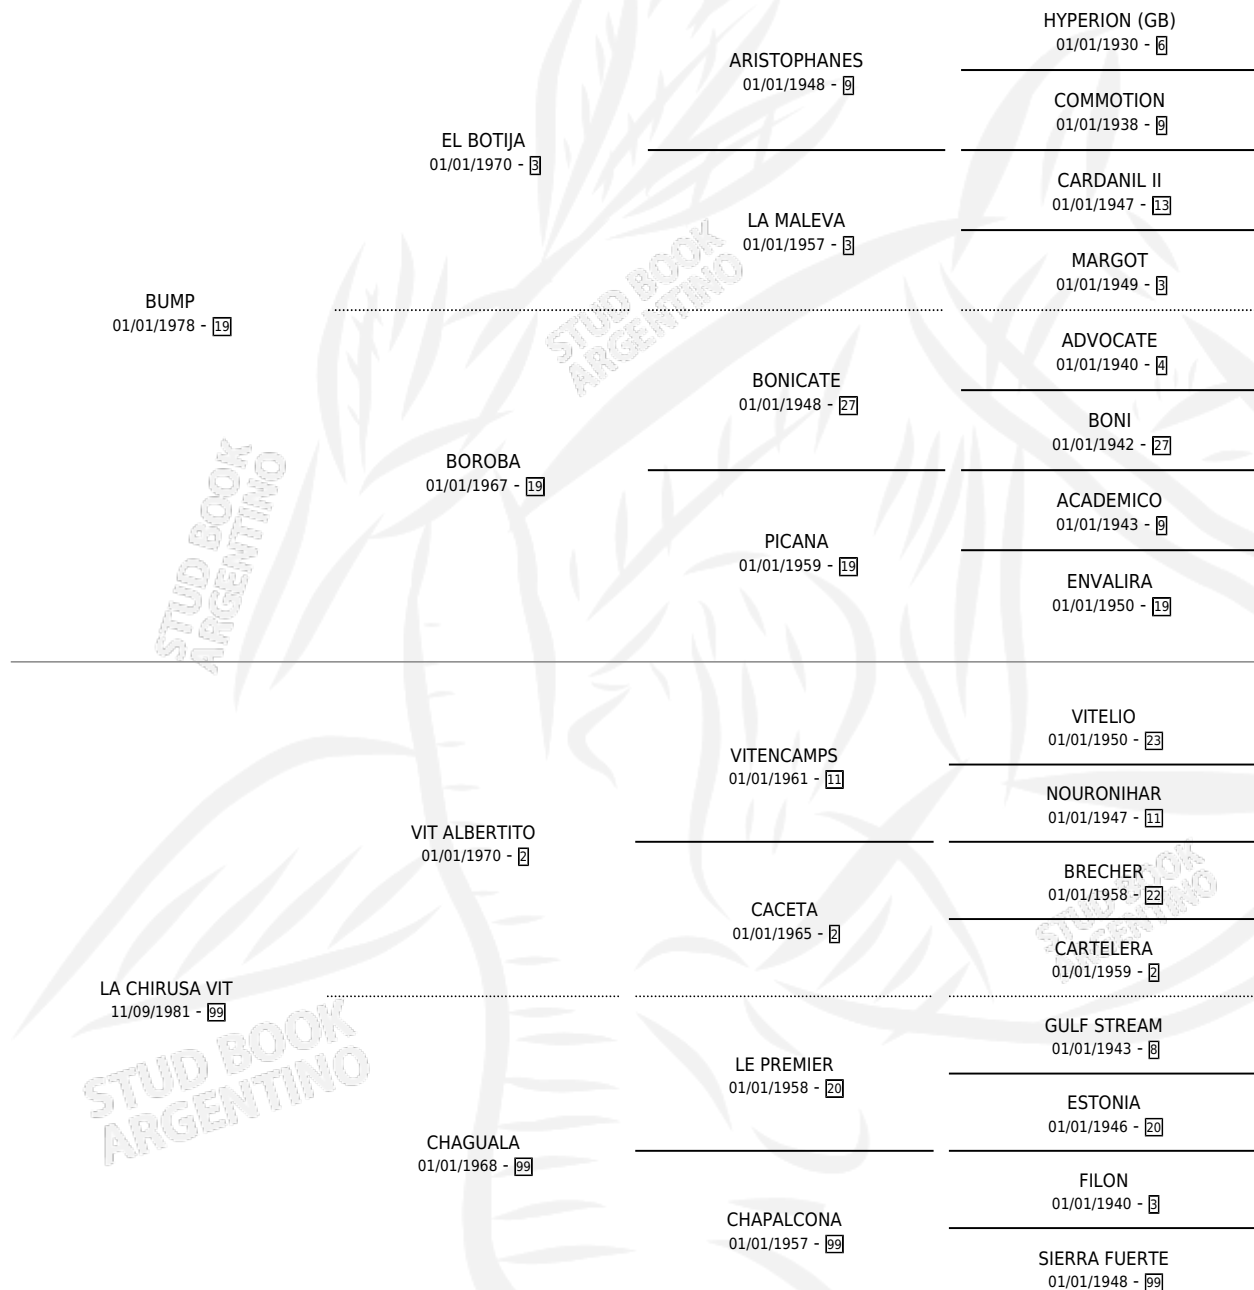 HYPERION (GB)
01/01/1930 - 6
ARISTOPHANES
01/01/1948 - 9
COMMOTION
01/01/1938 - 9
EL BOTIJA
01/01/1970 - 3
CARDANIL II
01/01/1947 - 13
LA MALEVA
01/01/1957 - 3
MARGOT
01/01/1949 - 3
BUMP
01/01/1978 - 19
ADVOCATE
01/01/1940 - 4
BONICATE
01/01/1948 - 27
BONI
01/01/1942 - 27
BOROBA
01/01/1967 - 19
ACADEMICO
01/01/1943 - 9
PICANA
01/01/1959 - 19
ENVALIRA
01/01/1950 - 19
STUD BOOK
ARGENTINO
STUD BOOK
ARGENTINO
VITELIO
01/01/1950 - 23
VITENCAMPS
01/01/1961 - 11
NOURONIHAR
01/01/1947 - 11
VIT ALBERTITO
01/01/1970 - 2
BRECHER
01/01/1958 - 22
CACETA
01/01/1965 - 2
CARTELERA
01/01/1959 - 2
STUD BOOK
ARGENTINO
LA CHIRUSA VIT
11/09/1981 - 99
GULF STREAM
01/01/1943 - 8
LE PREMIER
01/01/1958 - 20
ESTONIA
01/01/1946 - 20
STUD BOOK
ARGENTINO
CHAGUALA
01/01/1968 - 99
FILON
01/01/1940 - 3
CHAPALCONA
01/01/1957 - 99
SIERRA FUERTE
01/01/1948 - 99